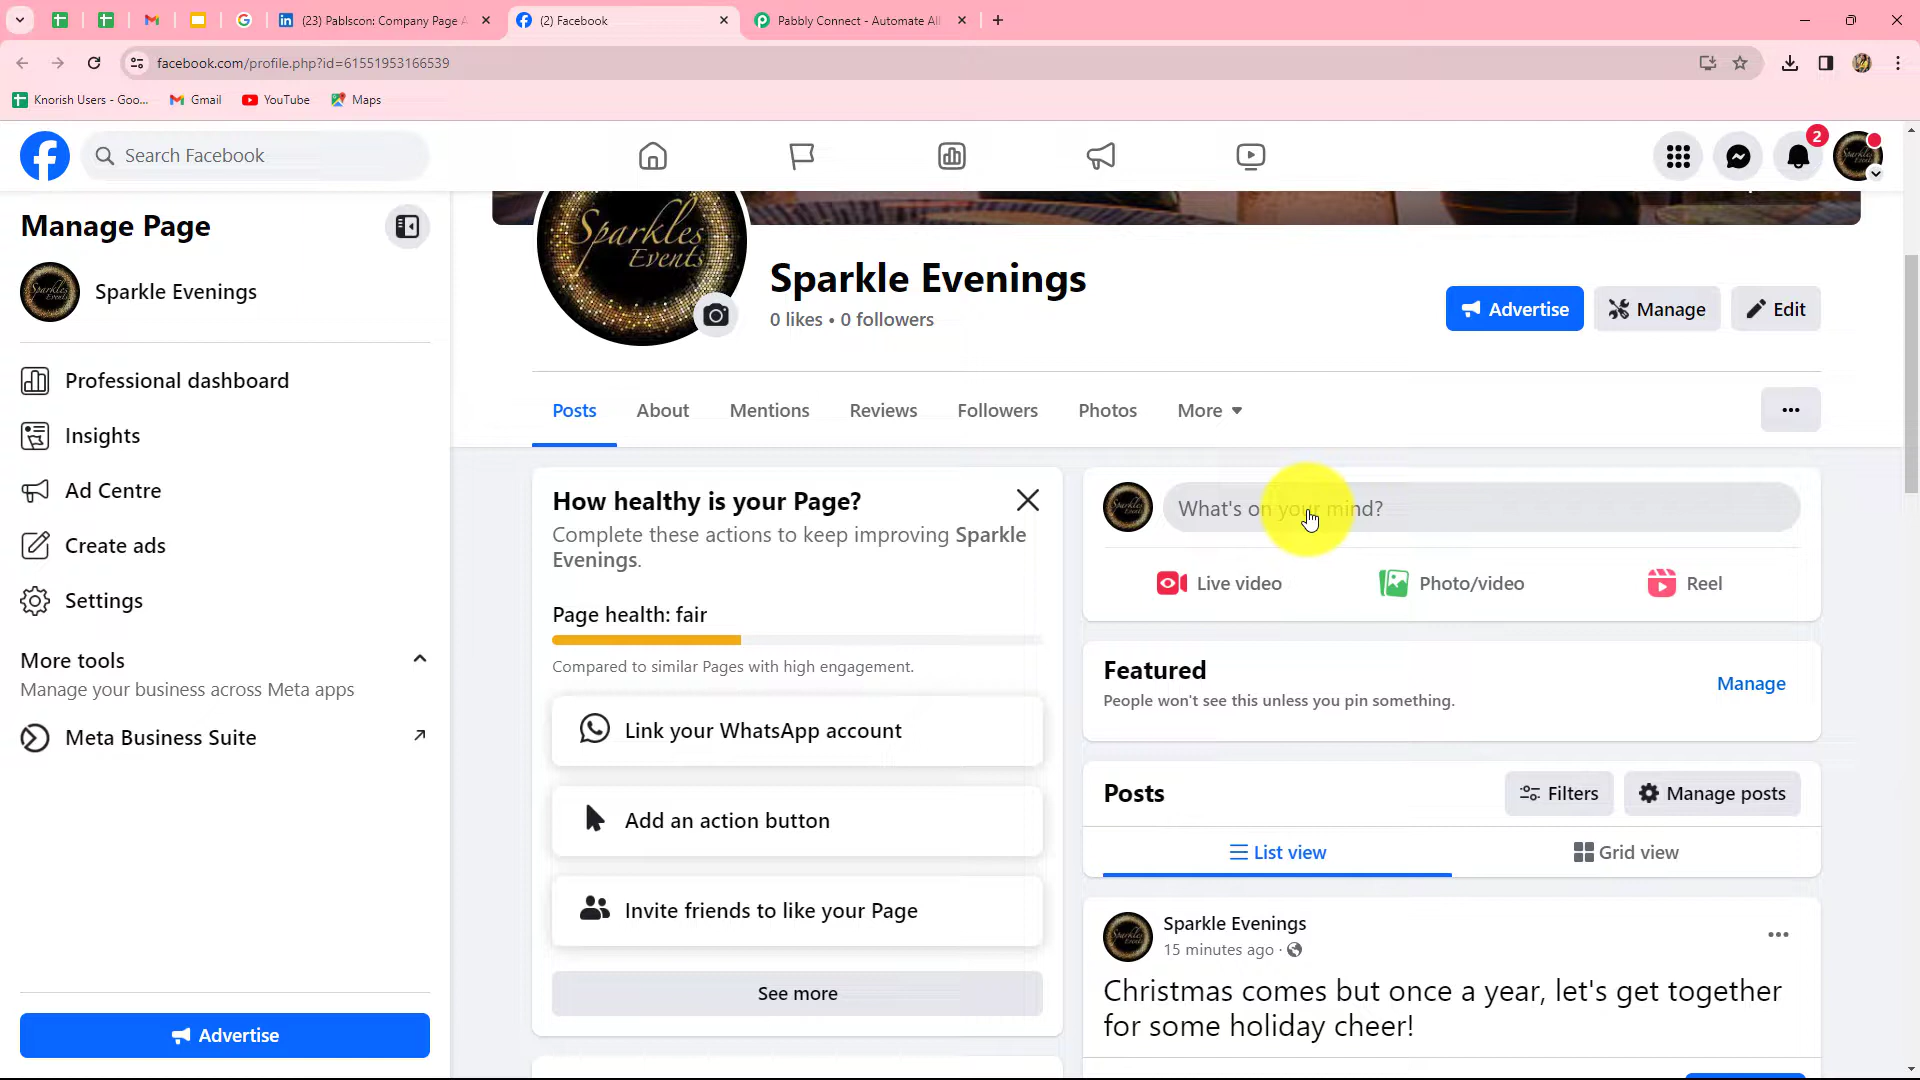 (23) Pablscon: Company Page A
(2) Facebook
Pabbly Connect - Automate All
facebook.com/profile.php?id=61551953166539
Knorish Users - Goo...
Gmail
YouTube
Maps
Search Facebook
2
Manage Page
Sparkle Evenings
Professional dashboard
Insights
Ad Centre
Create ads
Settings
More tools
Manage your business across Meta apps
Meta Business Suite
Advertise
Sparkles
Events
Sparkle Evenings
0 likes • 0 followers
Advertise
Manage
Edit
Posts
About
Mentions
Reviews
Followers
Photos
More
How healthy is your Page?
Complete these actions to keep improving Sparkle
Evenings.
Page health: fair
Compared to similar Pages with high engagement.
Link your WhatsApp account
Add an action button
Invite friends to like your Page
See more
What's on your mind?
Live video
Photo/video
Reel
Featured
People won't see this unless you pin something.
Manage
Posts
Filters
Manage posts
List view
Grid view
Sparkle Evenings
15 minutes ago ·
Christmas comes but once a year, let's get together
for some holiday cheer!